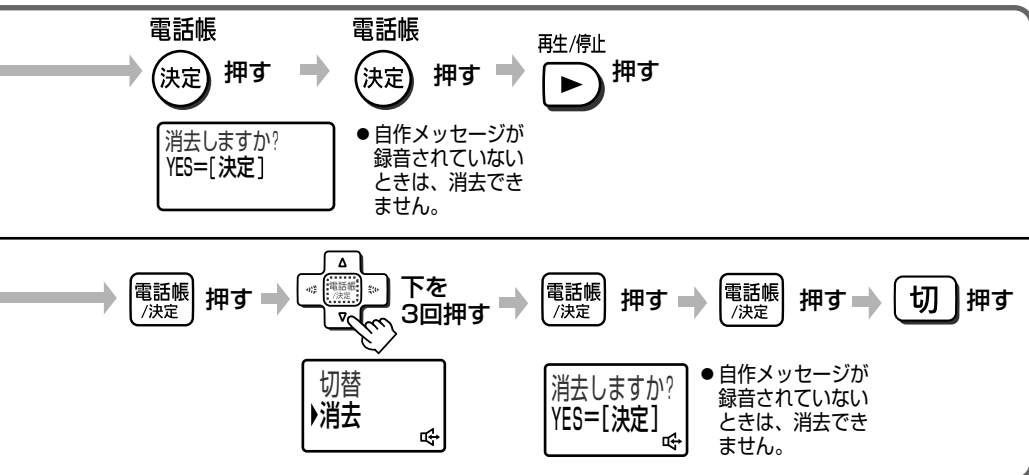 電話帳
決定 押す
電話帳
決定 押す
再生/停止
押す
消去しますか?
YES=[決定]
●自作メッセージが
録音されていない
ときは、消去でき
ません。
電話帳
/決定
押す
電話帳
/決定
下を
3回押す
電話帳
/決定
押す
電話帳
/決定
押す
切 押す
切替
消去
消去しますか?
YES=[決定]
●自作メッセージが
録音されていない
ときは、消去でき
ません。